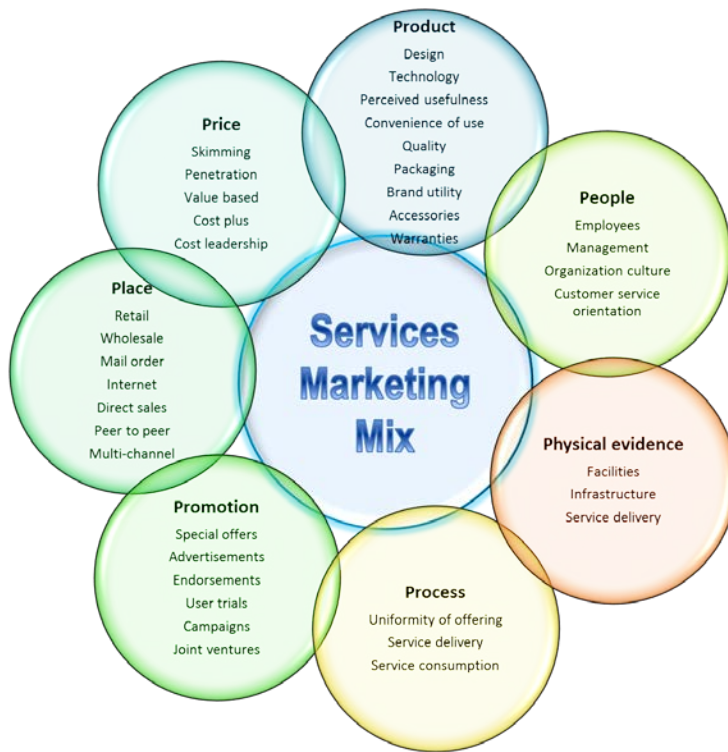 Product
Design
Technology
Perceived usefulness
Convenience of use
Quality
Packaging
Brand utility
Accessories
Warranties
Price
Skimming
Penetration
Value based
Cost plus
Cost leadership
People
Employees
Management
Organization culture
Customer service
orientation
Place
Retail
Wholesale
Mail order
Internet
Direct sales
Peer to peer
Multi-channel
Services
Marketing
Mix
Physical evidence
Facilities
Infrastructure
Service delivery
Promotion
Special offers
Advertisements
Endorsements
User trials
Campaigns
Joint ventures
Process
Uniformity of offering
Service delivery
Service consumption